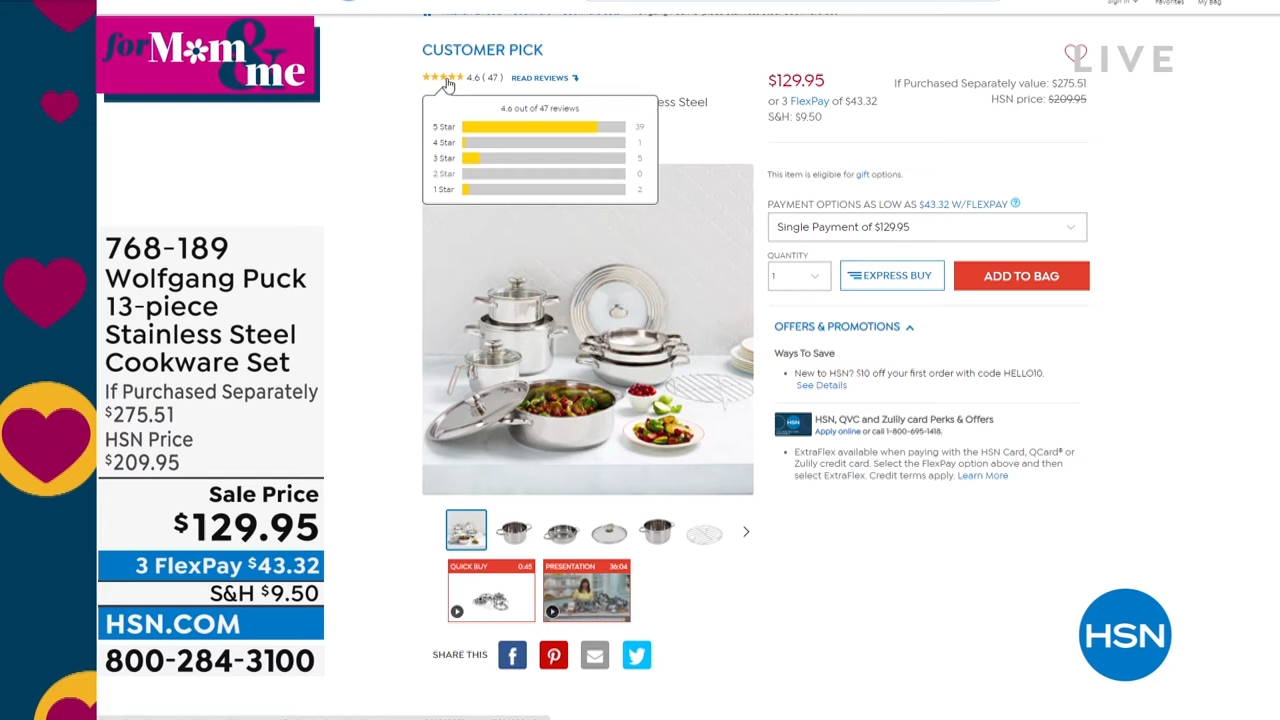 for Mom
& me
768-189
Wolfgang Puck
13-piece
Stainless Steel
Cookware Set
If Purchased Separately
$275.51
HSN Price
$209.95
Sale Price
$129.95
3 FlexPay $43.32
S&H $9.50
HSN.COM
800-284-3100
Sign In
Favorites
My Bag
CUSTOMER PICK
4.6 ( 47 ) READ REVIEWS
ess Steel
4.6 out of 47 reviews
5 Star 39
4 Star 1
3 Star 5
2 Star 0
1 Star 2
QUICK BUY 0:45
PRESENTATION 36:04
SHARE THIS
LIVE
$129.95
or 3 FlexPay of $43.32
S&H: $9.50
If Purchased Separately value: $275.51
HSN price: $209.95
This item is eligible for gift options.
PAYMENT OPTIONS AS LOW AS $43.32 W/FLEXPAY ?
Single Payment of $129.95
QUANTITY
1
EXPRESS BUY
ADD TO BAG
OFFERS & PROMOTIONS
Ways To Save
• New to HSN? $10 off your first order with code HELLO10.
See Details
HSN
HSN, QVC and Zulily card Perks & Offers
Apply online or call 1-800-695-1418.
• ExtraFlex available when paying with the HSN Card, QCard® or
Zulily credit card. Select the FlexPay option above and then
select ExtraFlex. Credit terms apply. Learn More
HSN